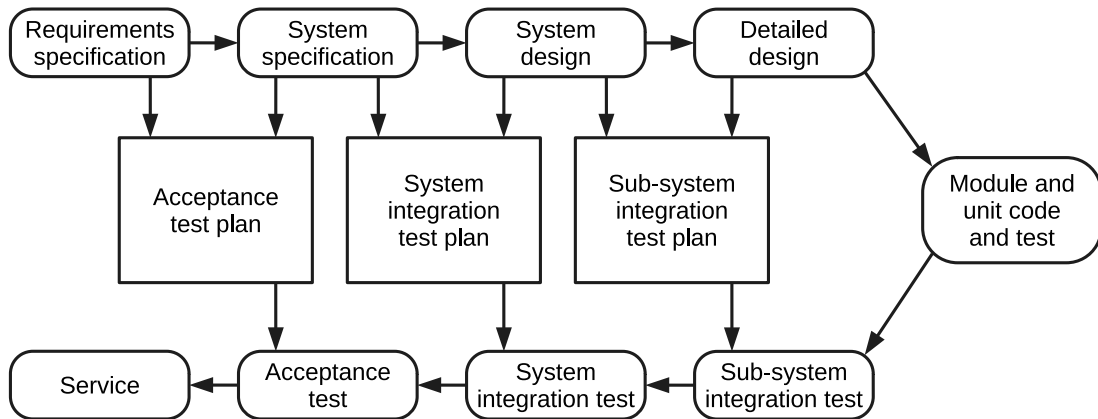 Requirements
specification
System
specification
System
design
Detailed
design
Acceptance
test plan
System
integration
test plan
Sub-system
integration
test plan
Module and
unit code
and test
Service
Acceptance
test
System
integration test
Sub-system
integration test